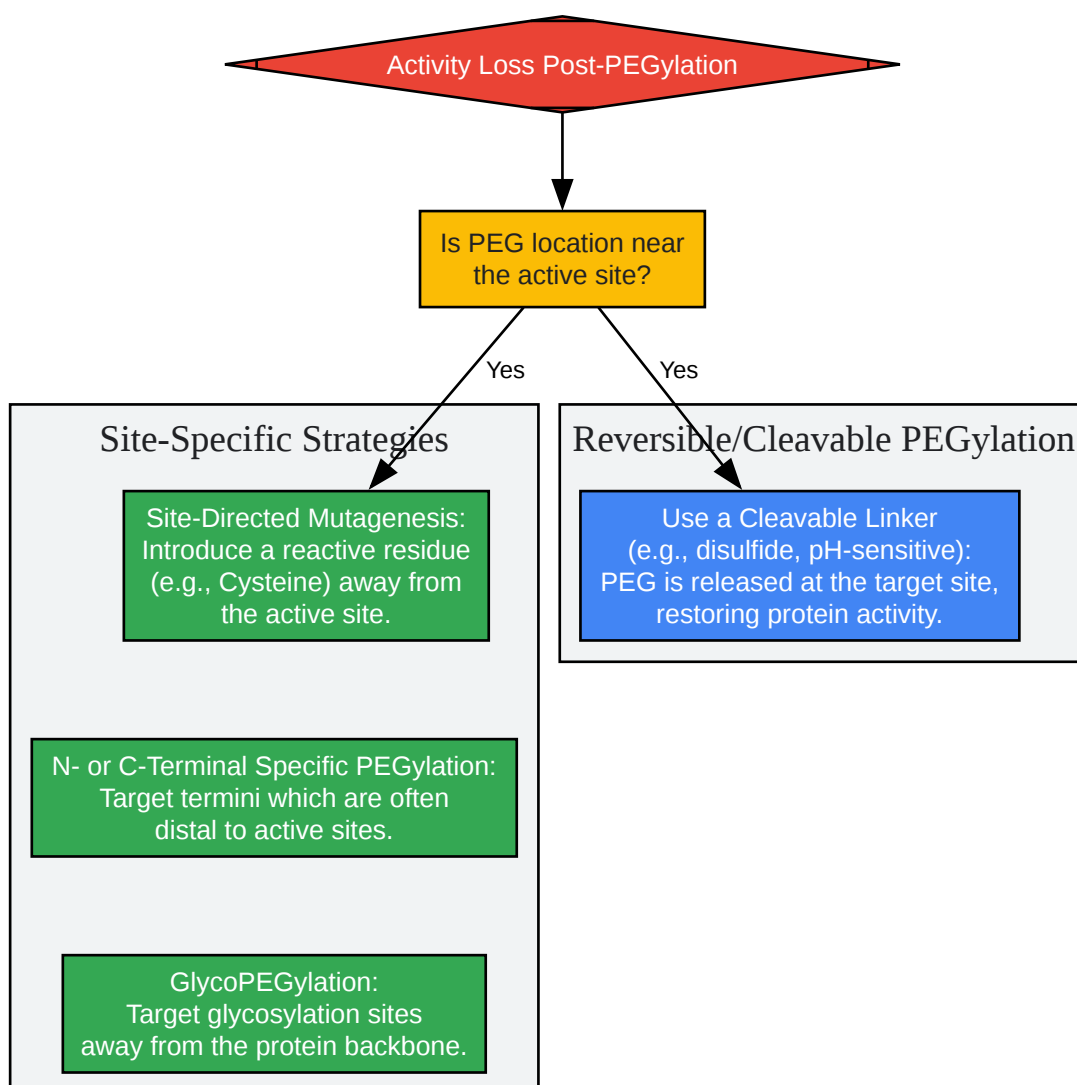 Activity Loss Post-PEGylation
Is PEG location near
the active site?
Yes
Yes
Site-Specific Strategies
Reversible/Cleavable PEGylation
Site-Directed Mutagenesis:
Introduce a reactive residue
(e.g., Cysteine) away from
the active site.
Use a Cleavable Linker
(e.g., disulfide, pH-sensitive):
PEG is released at the target site,
restoring protein activity.
N- or C-Terminal Specific PEGylation:
Target termini which are often
distal to active sites.
GlycoPEGylation:
Target glycosylation sites
away from the protein backbone.